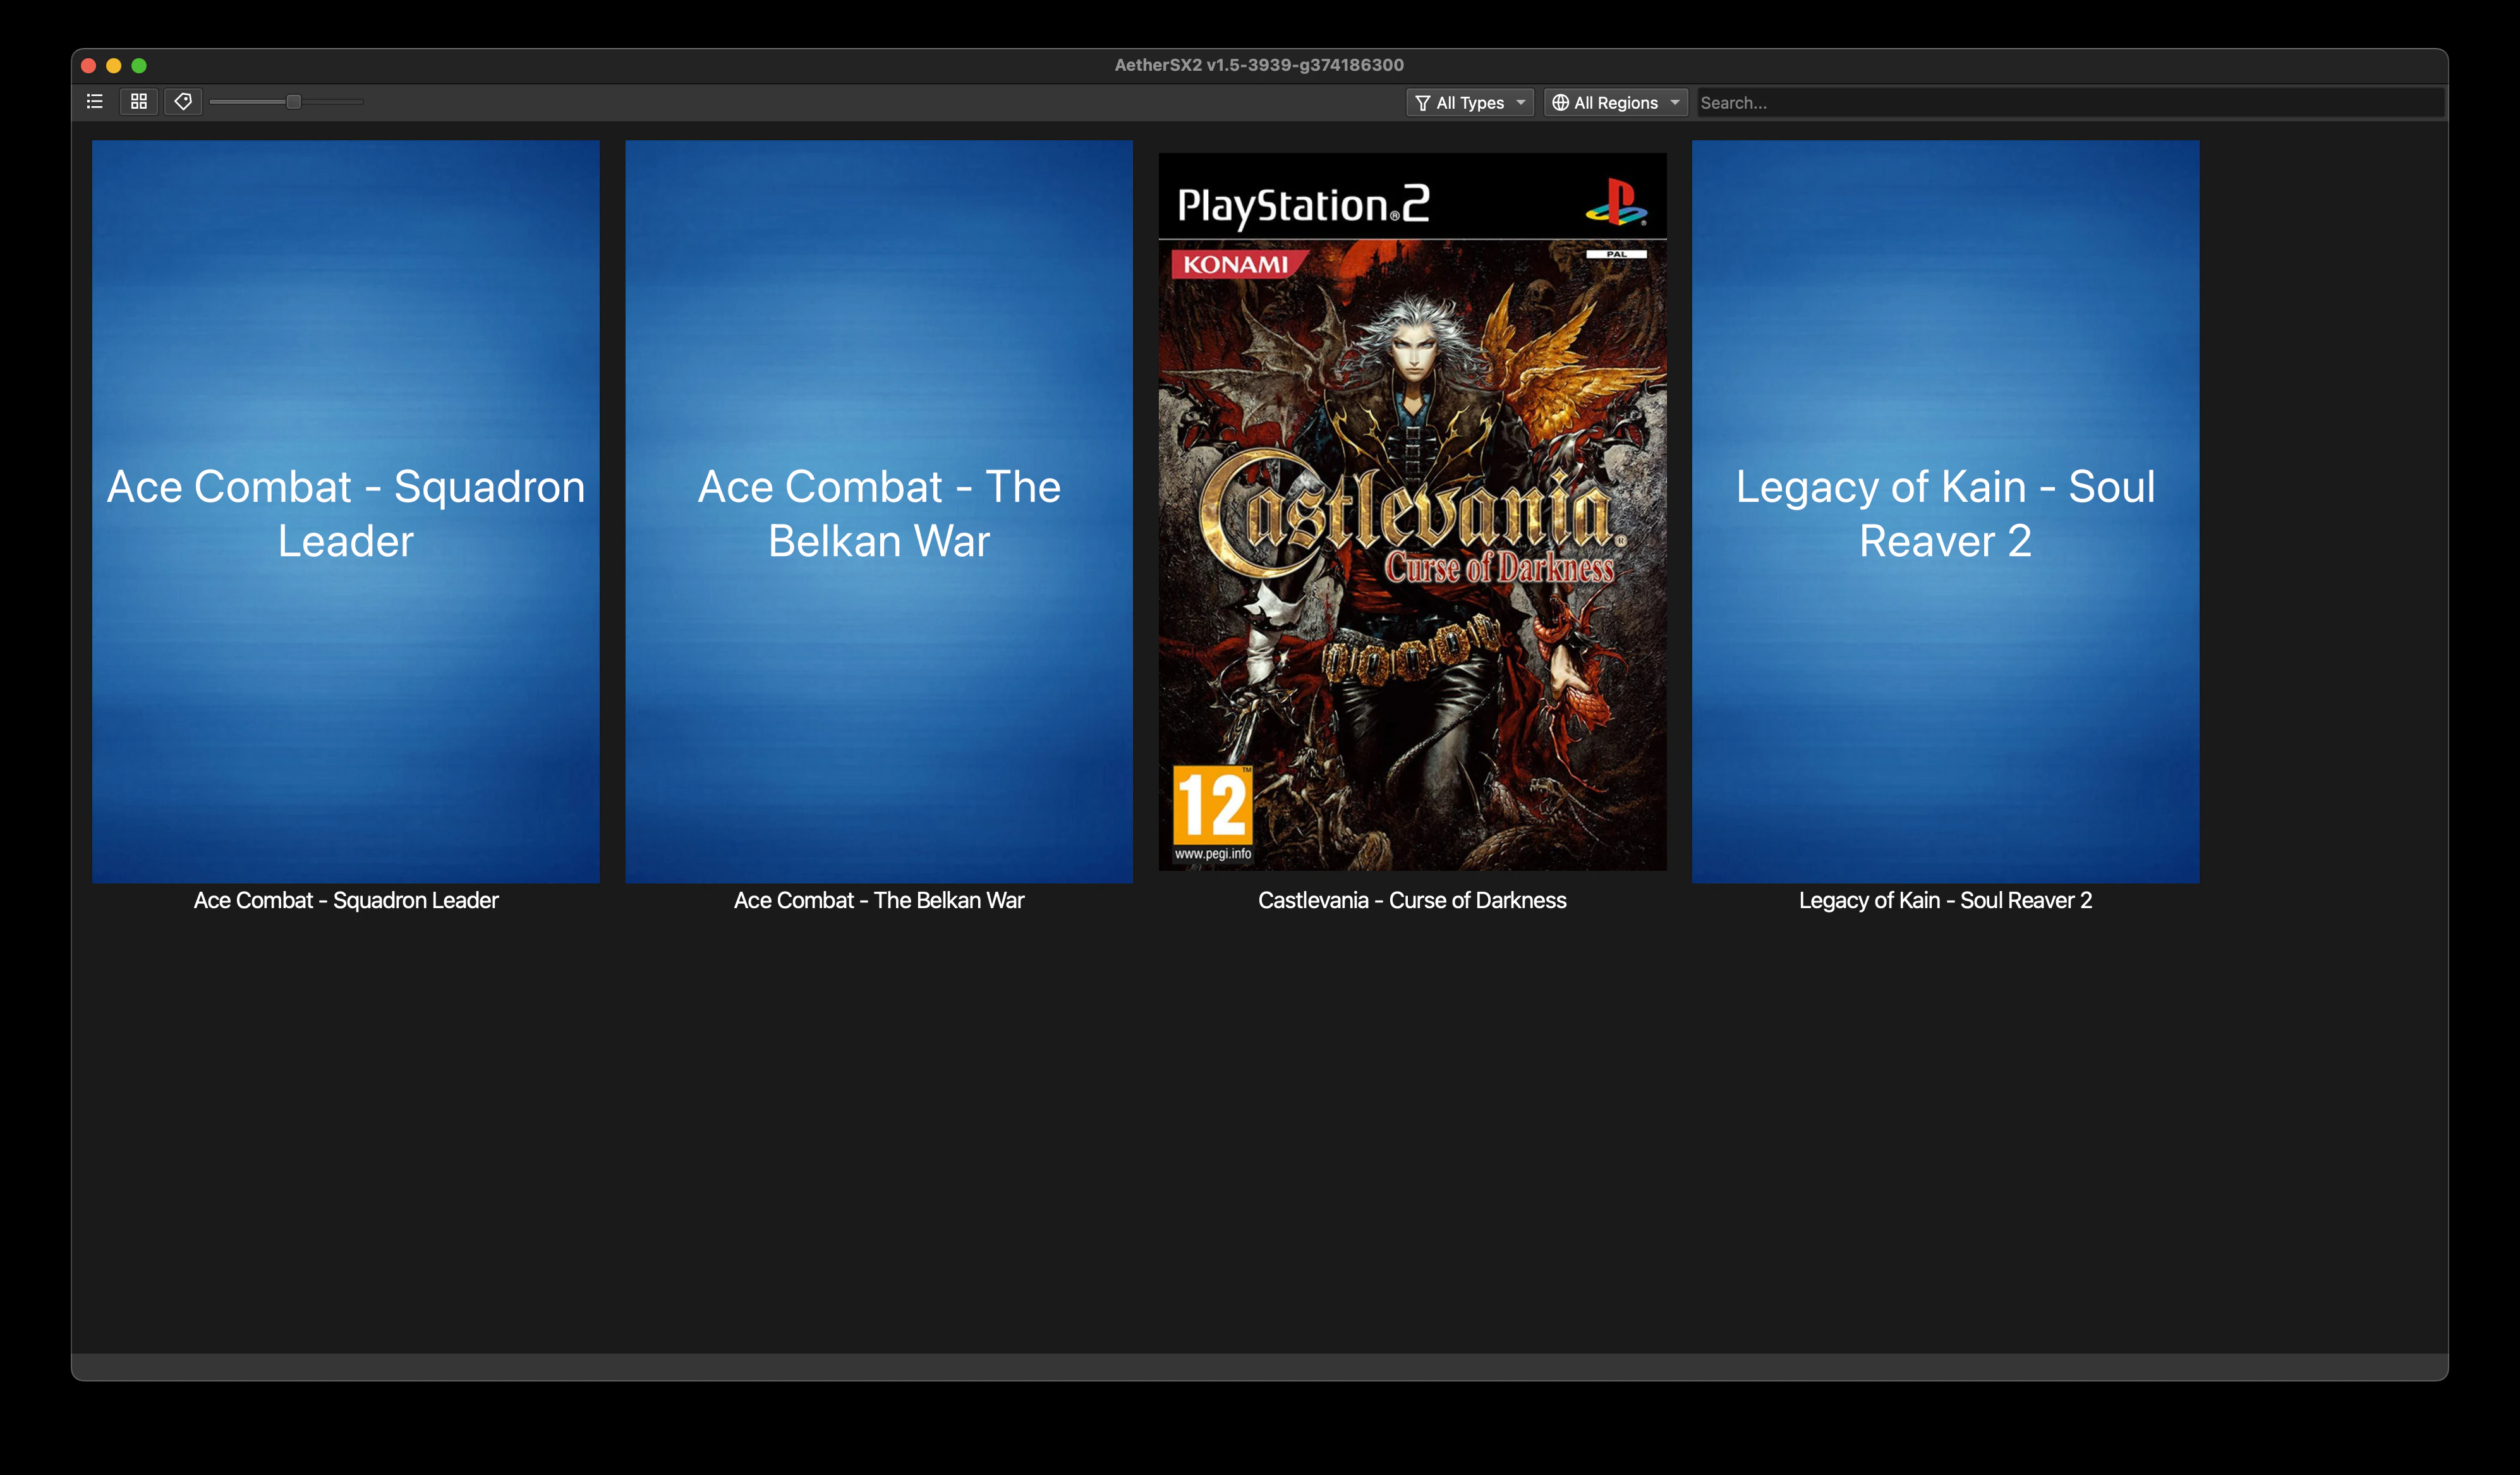 AetherSX2 v1.5-3939-g374186300
All Types
All Regions
Search...
Ace Combat - Squadron
Leader
Ace Combat - Squadron Leader
Ace Combat - The
Belkan War
Ace Combat - The Belkan War
PlayStation®2
KONAMI
PAL
Castlevania®
Curse of Darkness
12
TM
www.pegi.info
Castlevania - Curse of Darkness
Legacy of Kain - Soul
Reaver 2
Legacy of Kain - Soul Reaver 2